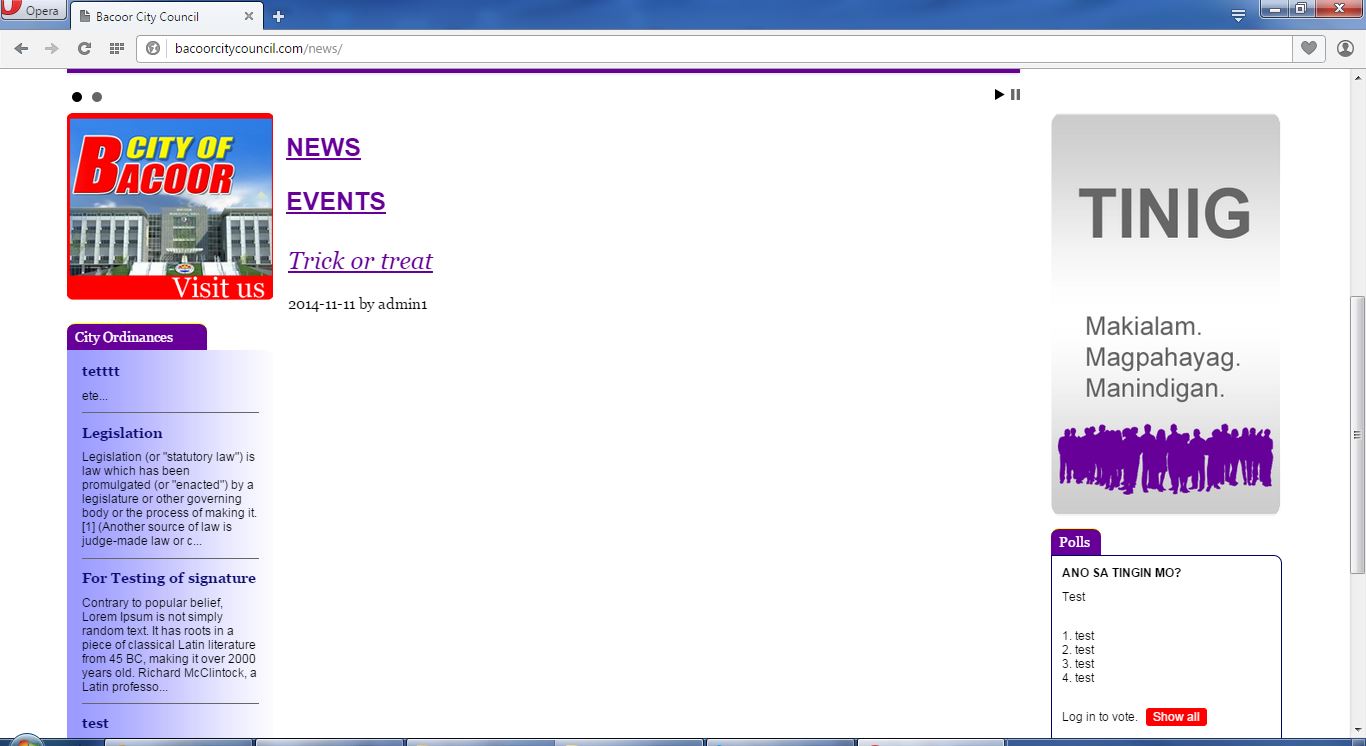 Opera
Bacoor City Council
bacoorcitycouncil.com/news/
CITY OF
BACOOR
Visit us
City Ordinances
tetttt
ete...
Legislation
Legislation (or "statutory law") is
law which has been
promulgated (or "enacted") by a
legislature or other governing
body or the process of making it.
[1] (Another source of law is
judge-made law or c...
For Testing of signature
Contrary to popular belief,
Lorem Ipsum is not simply
random text. It has roots in a
piece of classical Latin literature
from 45 BC, making it over 2000
years old. Richard McClintock, a
Latin professo...
test
NEWS
EVENTS
Trick or treat
2014-11-11 by admin1
TINIG
Makialam.
Magpahayag.
Manindigan.
Polls
ANO SA TINGIN MO?
Test
1. test
2. test
3. test
4. test
Log in to vote. Show all